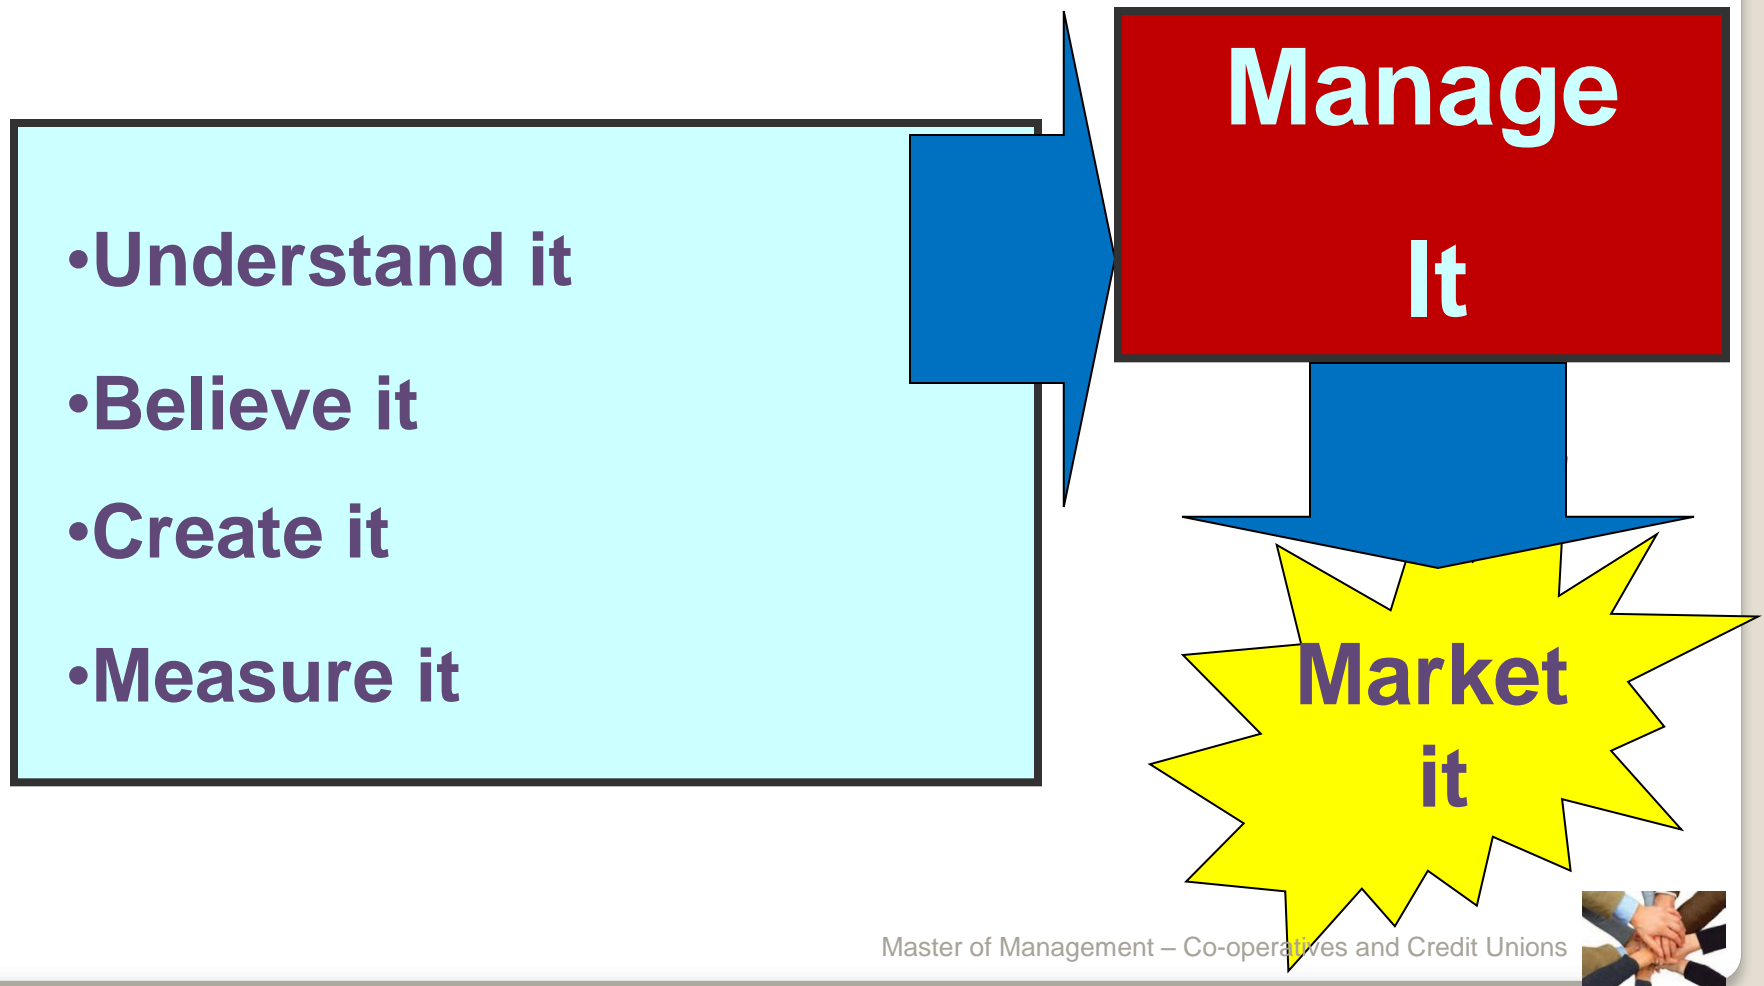 •Understand it
•Believe it
•Create it
•Measure it
Manage
It
Market
it
Master of Management – Co-operatives and Credit Unions